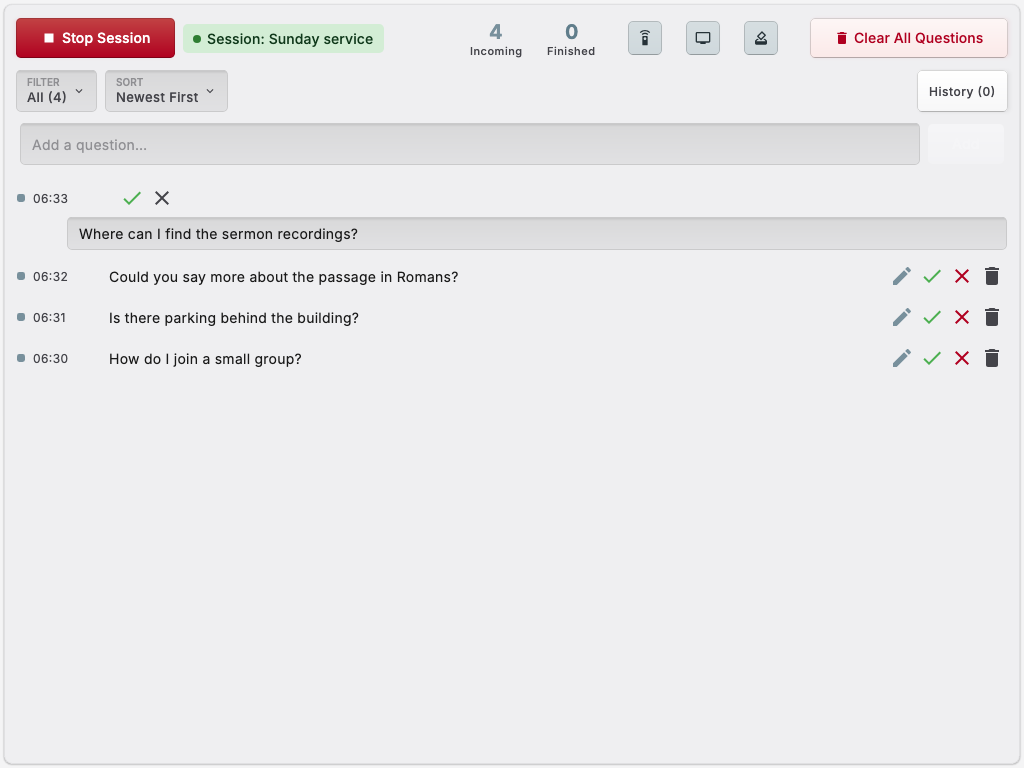 Stop Session
Session: Sunday service
4
Incoming
0
Finished
Clear All Questions
FILTER
All (4)
SORT
Newest First
History (0)
Add a question...
06:33
Where can I find the sermon recordings?
06:32 Could you say more about the passage in Romans?
06:31 Is there parking behind the building?
06:30 How do I join a small group?